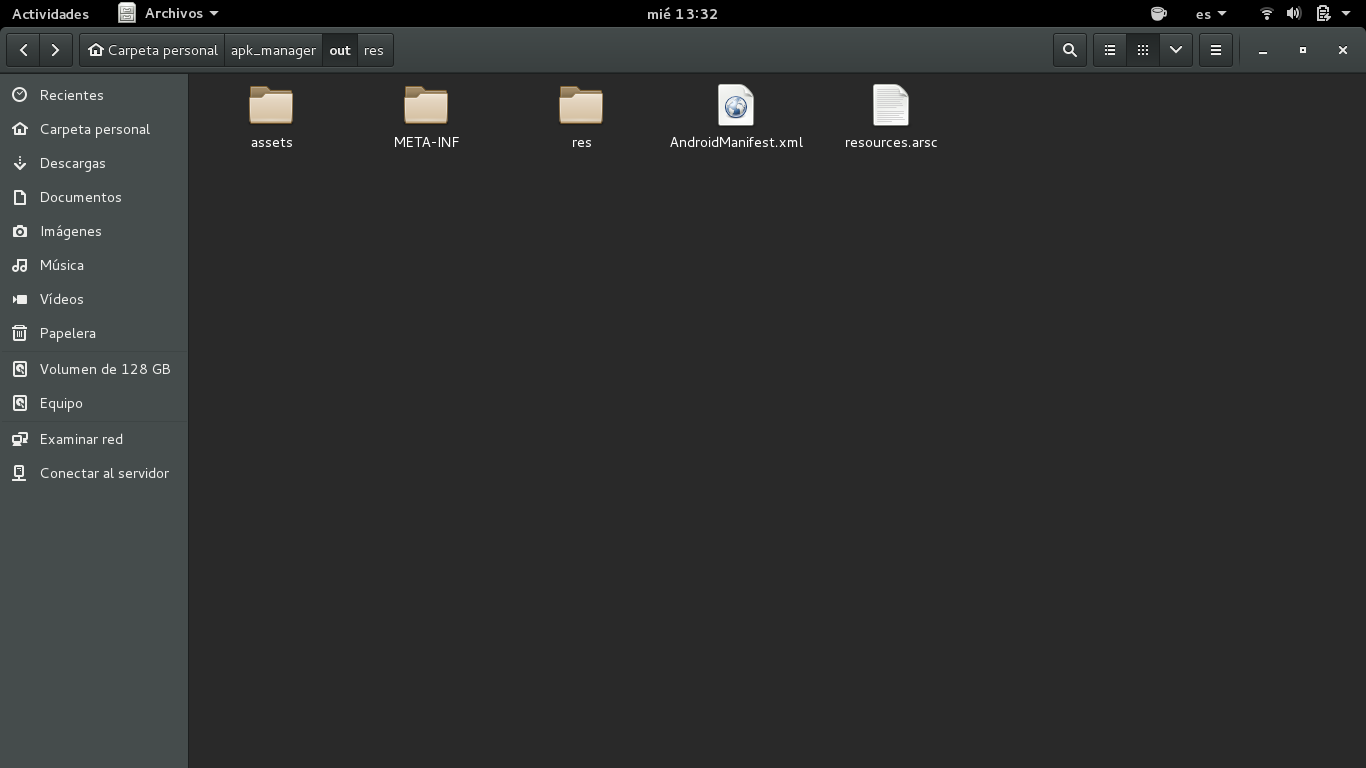 Actividades Archivos mié 13:32 es
Carpeta personal apk_manager out res
Recientes
Carpeta personal
Descargas
Documentos
Imágenes
Música
Vídeos
Papelera
Volumen de 128 GB
Equipo
Examinar red
Conectar al servidor
assets META-INF res AndroidManifest.xml resources.arsc